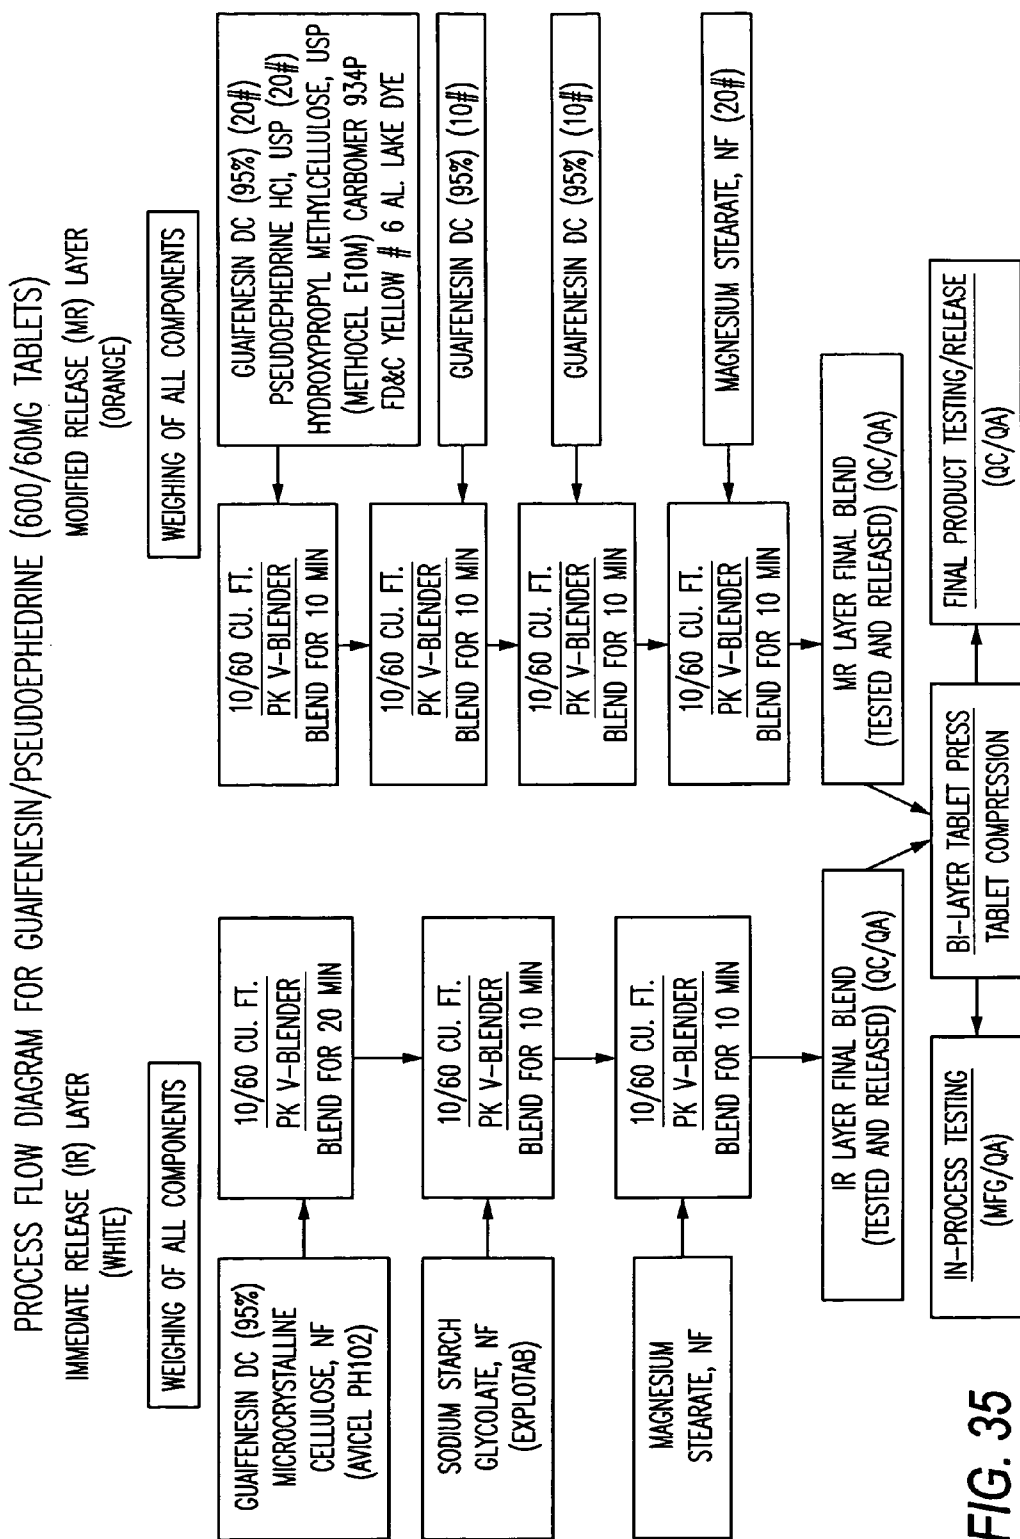 PROCESS FLOW DIAGRAM FOR GUAIFENESIN/PSEUDOEPHEDRINE (600/60MG TABLETS)
IMMEDIATE RELEASE (IR) LAYER
(WHITE)
WEIGHING OF ALL COMPONENTS
GUAIFENESIN DC (95%)
MICROCRYSTALLINE
CELLULOSE, NF
(AVICEL PH102)
10/60 CU. FT.
PK V-BLENDER
BLEND FOR 20 MIN
SODIUM STARCH
GLYCOLATE, NF
(EXPLOTAB)
10/60 CU. FT.
PK V-BLENDER
BLEND FOR 10 MIN
MAGNESIUM
STEARATE, NF
10/60 CU. FT.
PK V-BLENDER
BLEND FOR 10 MIN
IR LAYER FINAL BLEND
(TESTED AND RELEASED) (QC/QA)
MODIFIED RELEASE (MR) LAYER
(ORANGE)
WEIGHING OF ALL COMPONENTS
10/60 CU. FT.
PK V-BLENDER
BLEND FOR 10 MIN
GUAIFENESIN DC (95%) (20#)
PSEUDOEPHEDRINE HCl, USP (20#)
HYDROXYPROPYL METHYLCELLULOSE, USP
(METHOCEL E10M) CARBOMER 934P
FD&C YELLOW # 6 AL. LAKE DYE
10/60 CU. FT.
PK V-BLENDER
BLEND FOR 10 MIN
GUAIFENESIN DC (95%) (10#)
10/60 CU. FT.
PK V-BLENDER
BLEND FOR 10 MIN
GUAIFENESIN DC (95%) (10#)
10/60 CU. FT.
PK V-BLENDER
BLEND FOR 10 MIN
MAGNESIUM STEARATE, NF (20#)
MR LAYER FINAL BLEND
(TESTED AND RELEASED) (QC/QA)
IN-PROCESS TESTING
(MFG/QA)
BI-LAYER TABLET PRESS
TABLET COMPRESSION
FINAL PRODUCT TESTING/RELEASE
(QC/QA)
FIG. 35